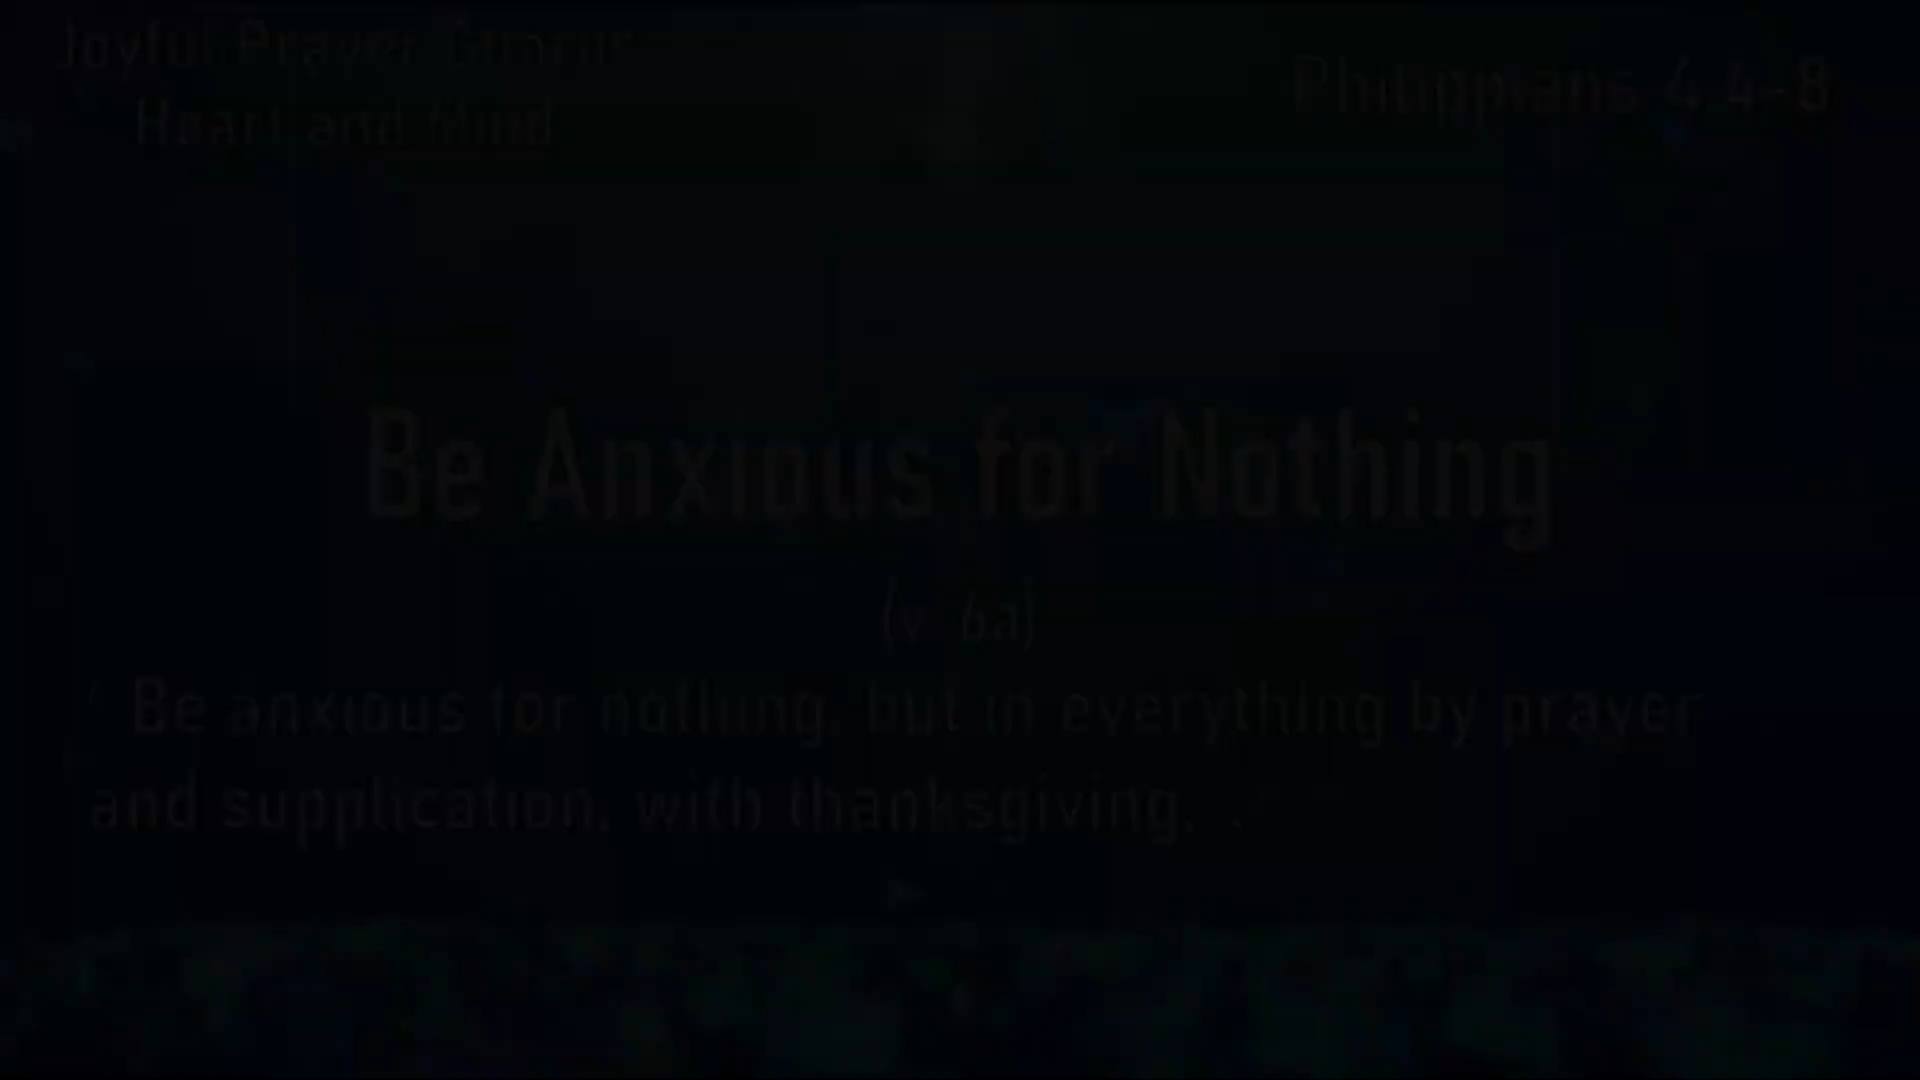 Joyful Prayer Guards
Heart and Mind
Philippians 4:4-8
Be Anxious for Nothing
(v. 6a)
“Be anxious for nothing, but in everything by prayer
and supplication, with thanksgiving. . .”